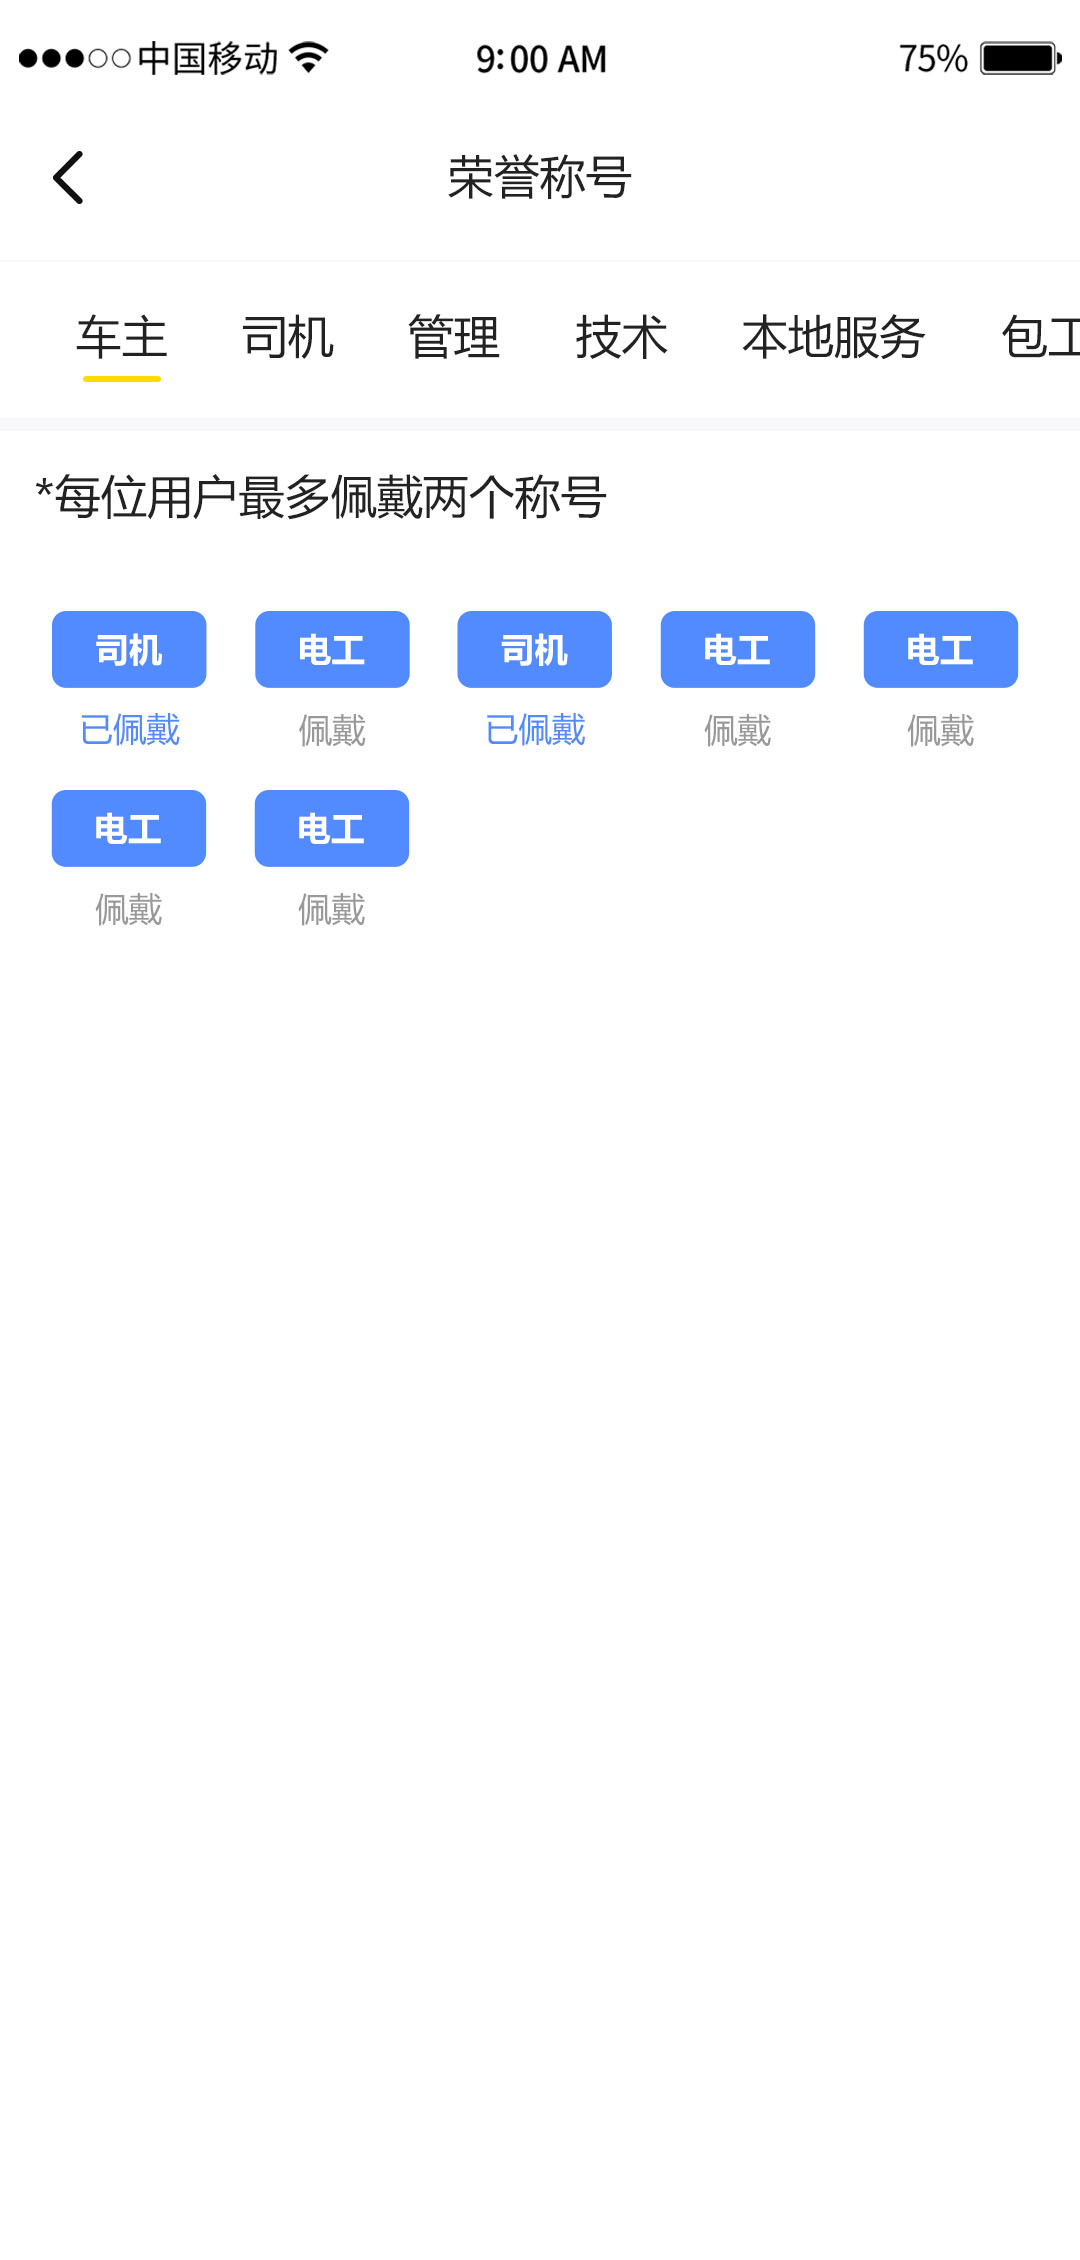 中国移动 9:00 AM 75%
荣誉称号
车主 司机 管理 技术 本地服务 包工
*每位用户最多佩戴两个称号
司机 电工 司机 电工 电工
已佩戴 佩戴 已佩戴 佩戴 佩戴
电工 电工
佩戴 佩戴